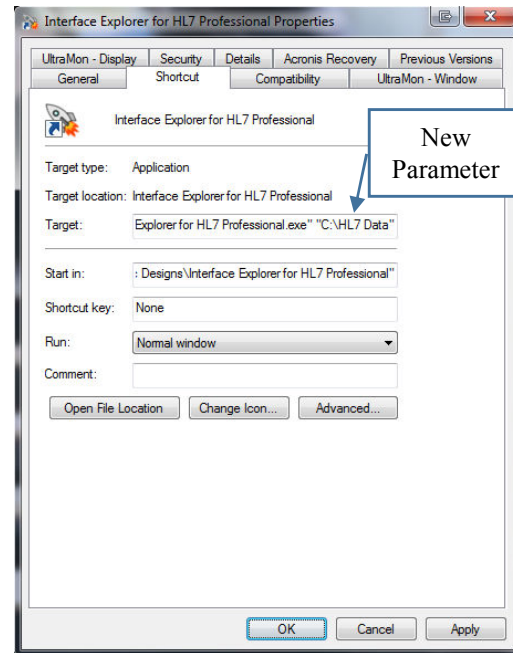 Interface Explorer for HL7 Professional Properties
UltraMon - Display Security Details Acronis Recovery Previous Versions
General Shortcut Compatibility UltraMon - Window
Interface Explorer for HL7 Professional
New
Parameter
Target type: Application
Target location: Interface Explorer for HL7 Professional
Target: Explorer for HL7 Professional.exe" "C:\HL7 Data"
Start in: : Designs\Interface Explorer for HL7 Professional"
Shortcut key: None
Run: Normal window
Comment:
Open File Location Change Icon... Advanced...
OK Cancel Apply